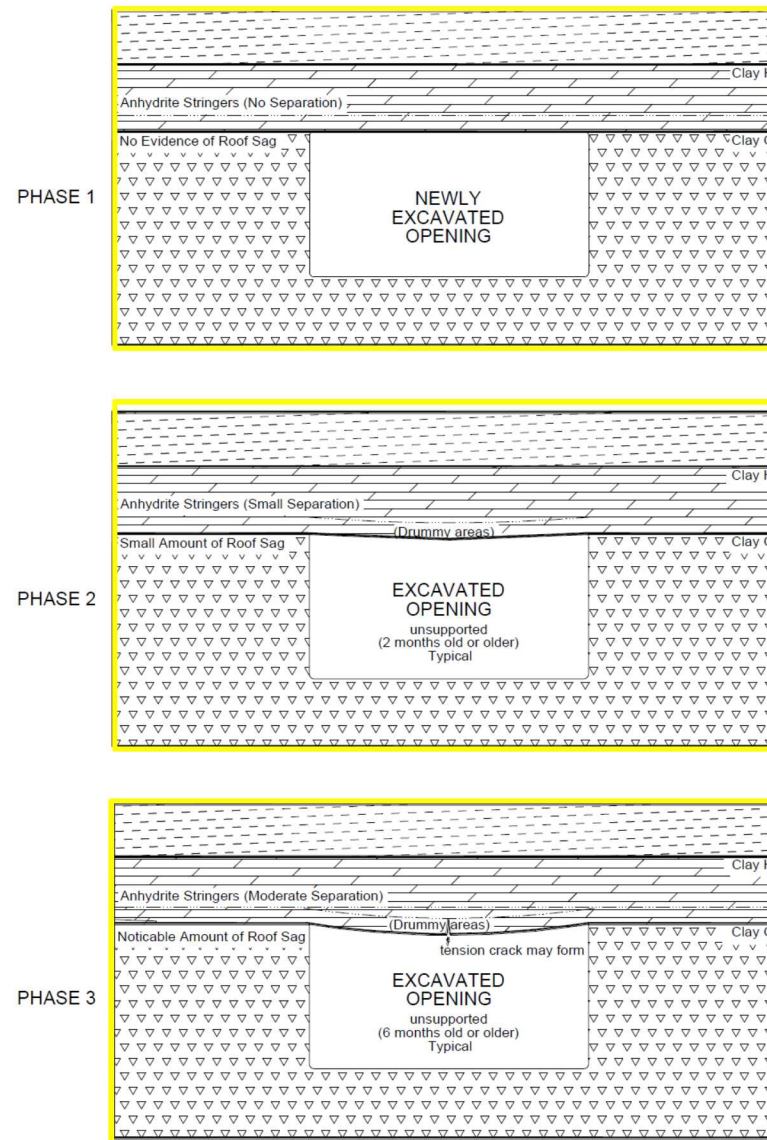 Clay H
Anhydrite Stringers (No Separation)
No Evidence of Roof Sag
Clay G
PHASE 1
NEWLY
EXCAVATED
OPENING
Clay H
Anhydrite Stringers (Small Separation)
(Drummy areas)
Small Amount of Roof Sag
Clay G
PHASE 2
EXCAVATED
OPENING
unsupported
(2 months old or older)
Typical
Clay H
Anhydrite Stringers (Moderate Separation)
(Drummy areas)
Noticable Amount of Roof Sag
Clay G
tension crack may form
PHASE 3
EXCAVATED
OPENING
unsupported
(6 months old or older)
Typical